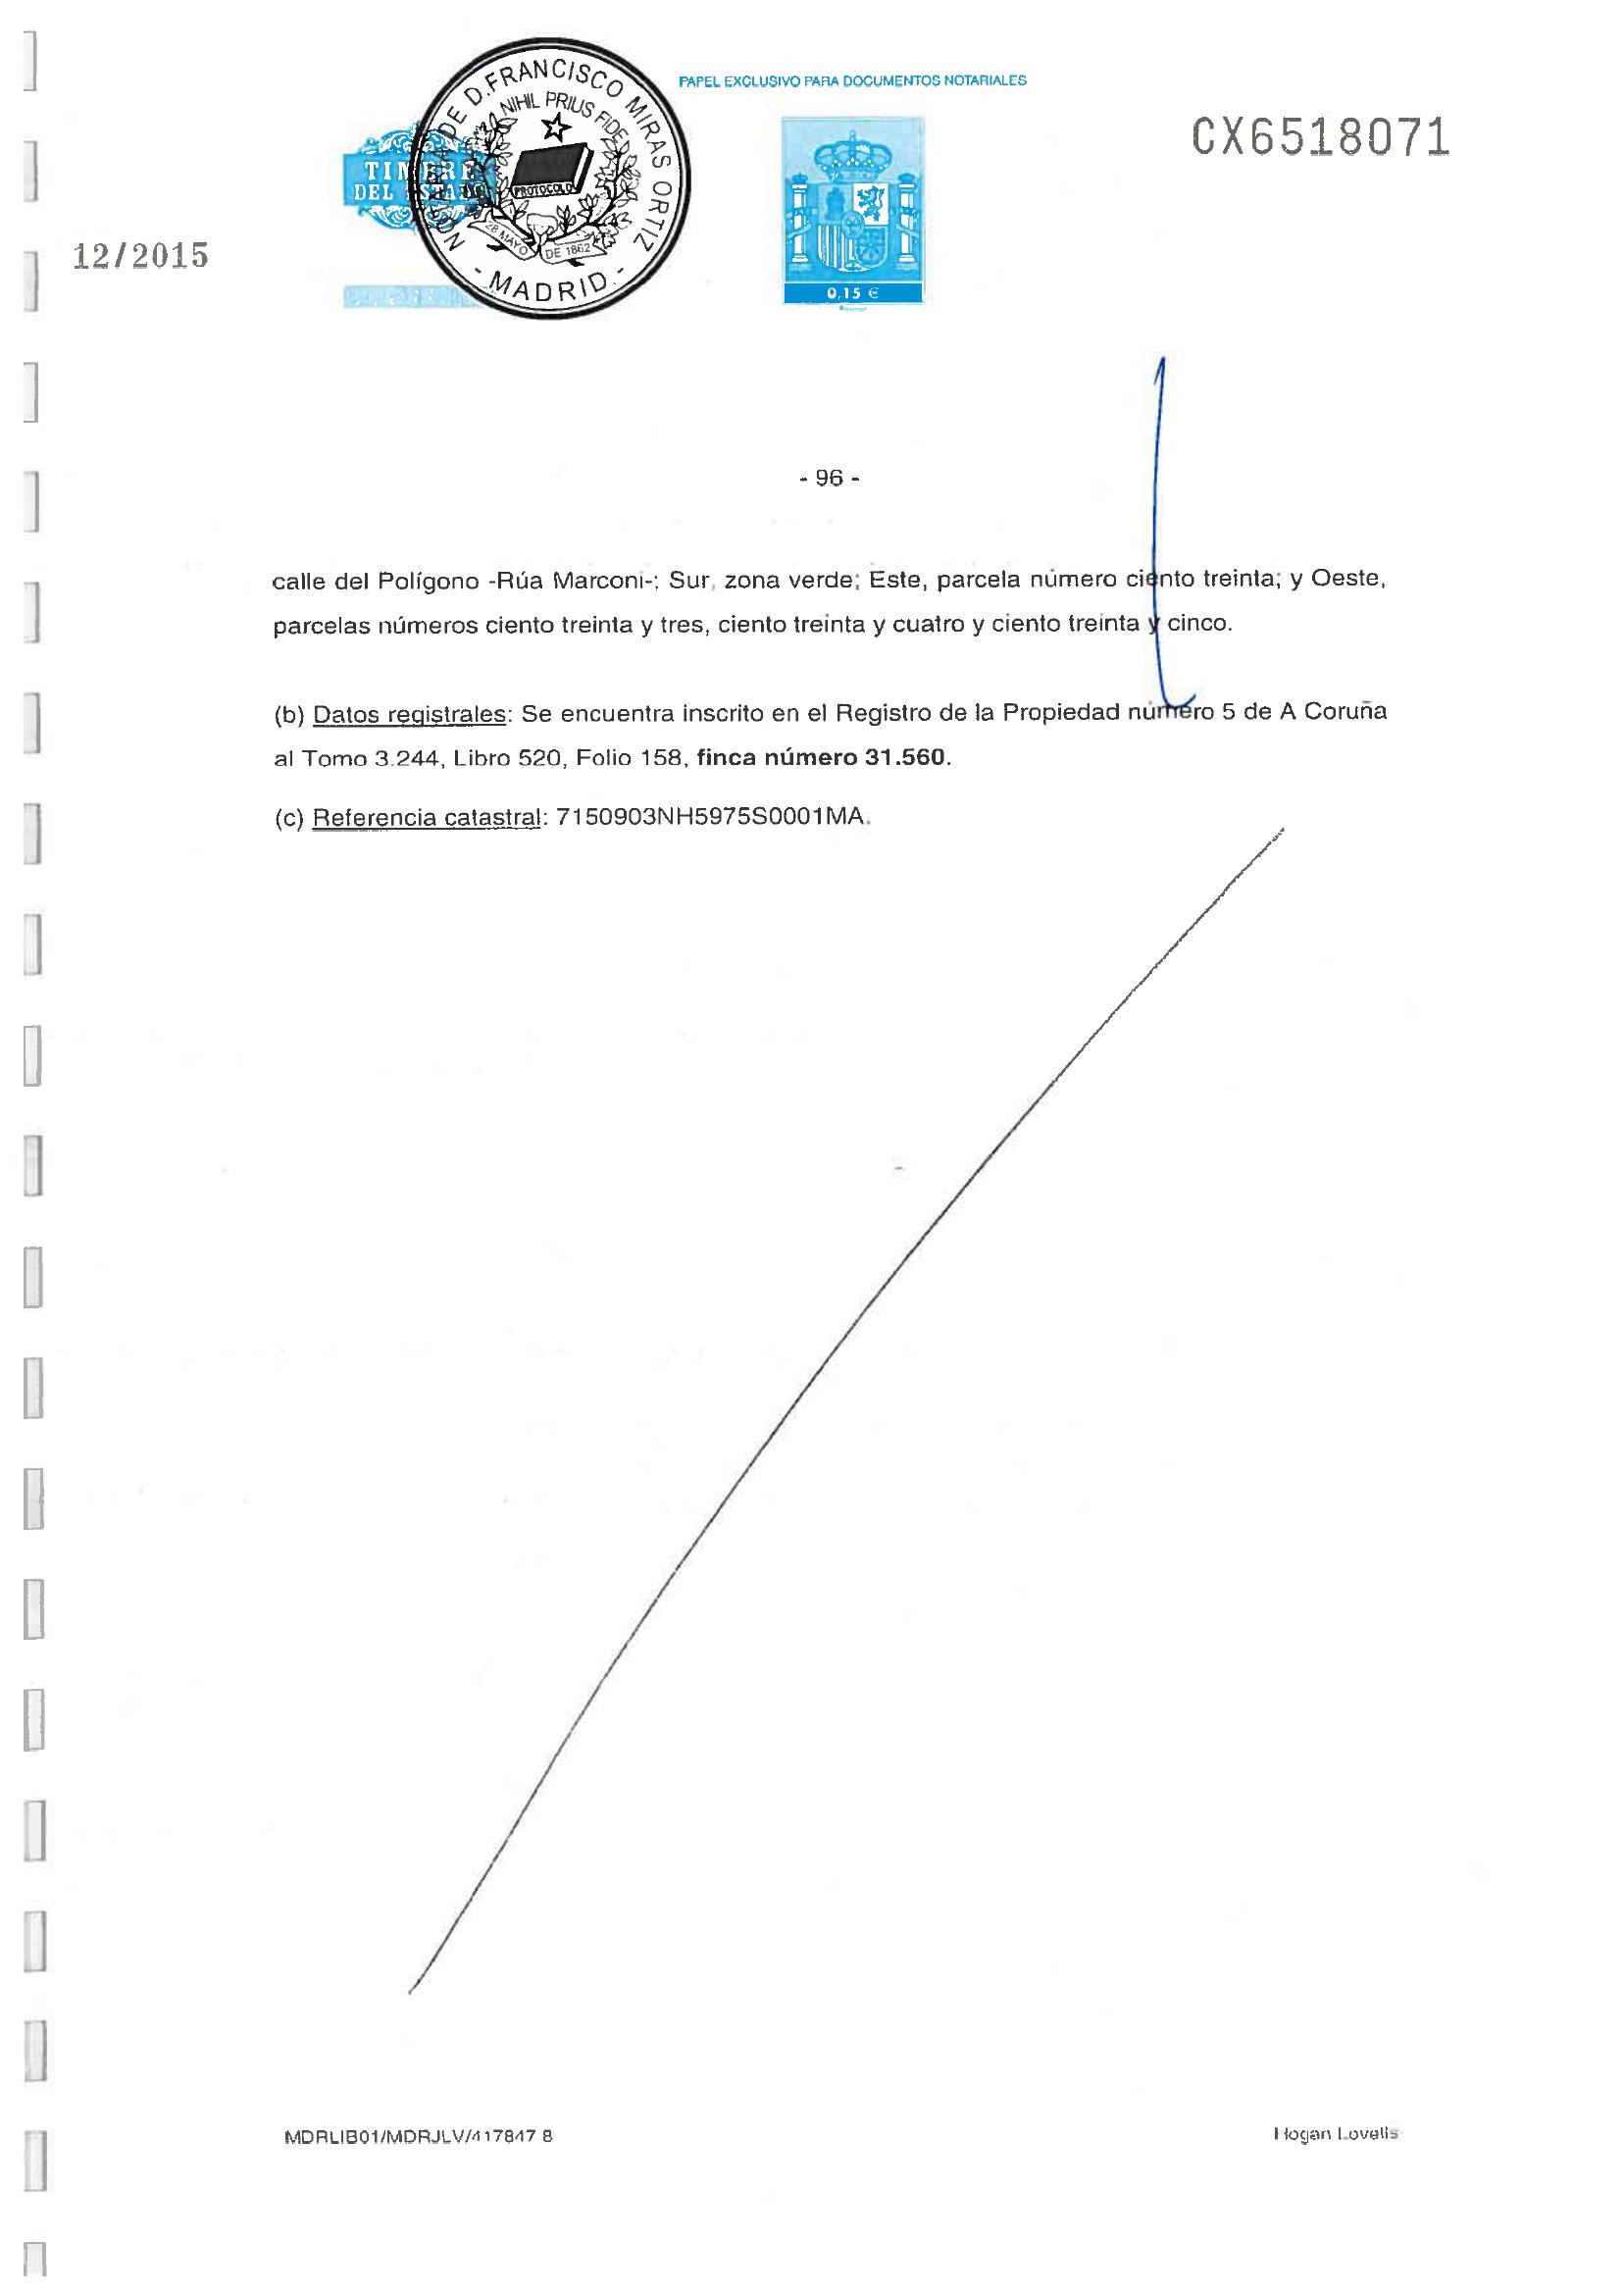 PAPEL EXCLUSIVO PARA DOCUMENTOS NOTARIALES
CX6518071
NOTARIA DE D. FRANCISCO MIRAS ORTIZ
NIHIL PRIUS FIDE
PROTOCOLO
28 MAYO DE 1862
- MADRID -
TIMBRE
DEL ESTADO
0,15 €
12/2015
- 96 -
calle del Polígono -Rúa Marconi-; Sur, zona verde; Este, parcela número ciento treinta; y Oeste,
parcelas números ciento treinta y tres, ciento treinta y cuatro y ciento treinta y cinco.
(b) Datos registrales: Se encuentra inscrito en el Registro de la Propiedad número 5 de A Coruña
al Tomo 3.244, Libro 520, Folio 158, finca número 31.560.
(c) Referencia catastral: 7150903NH5975S0001MA.
MDRLIB01/MDRJLV/417847 8
Hogan Lovells